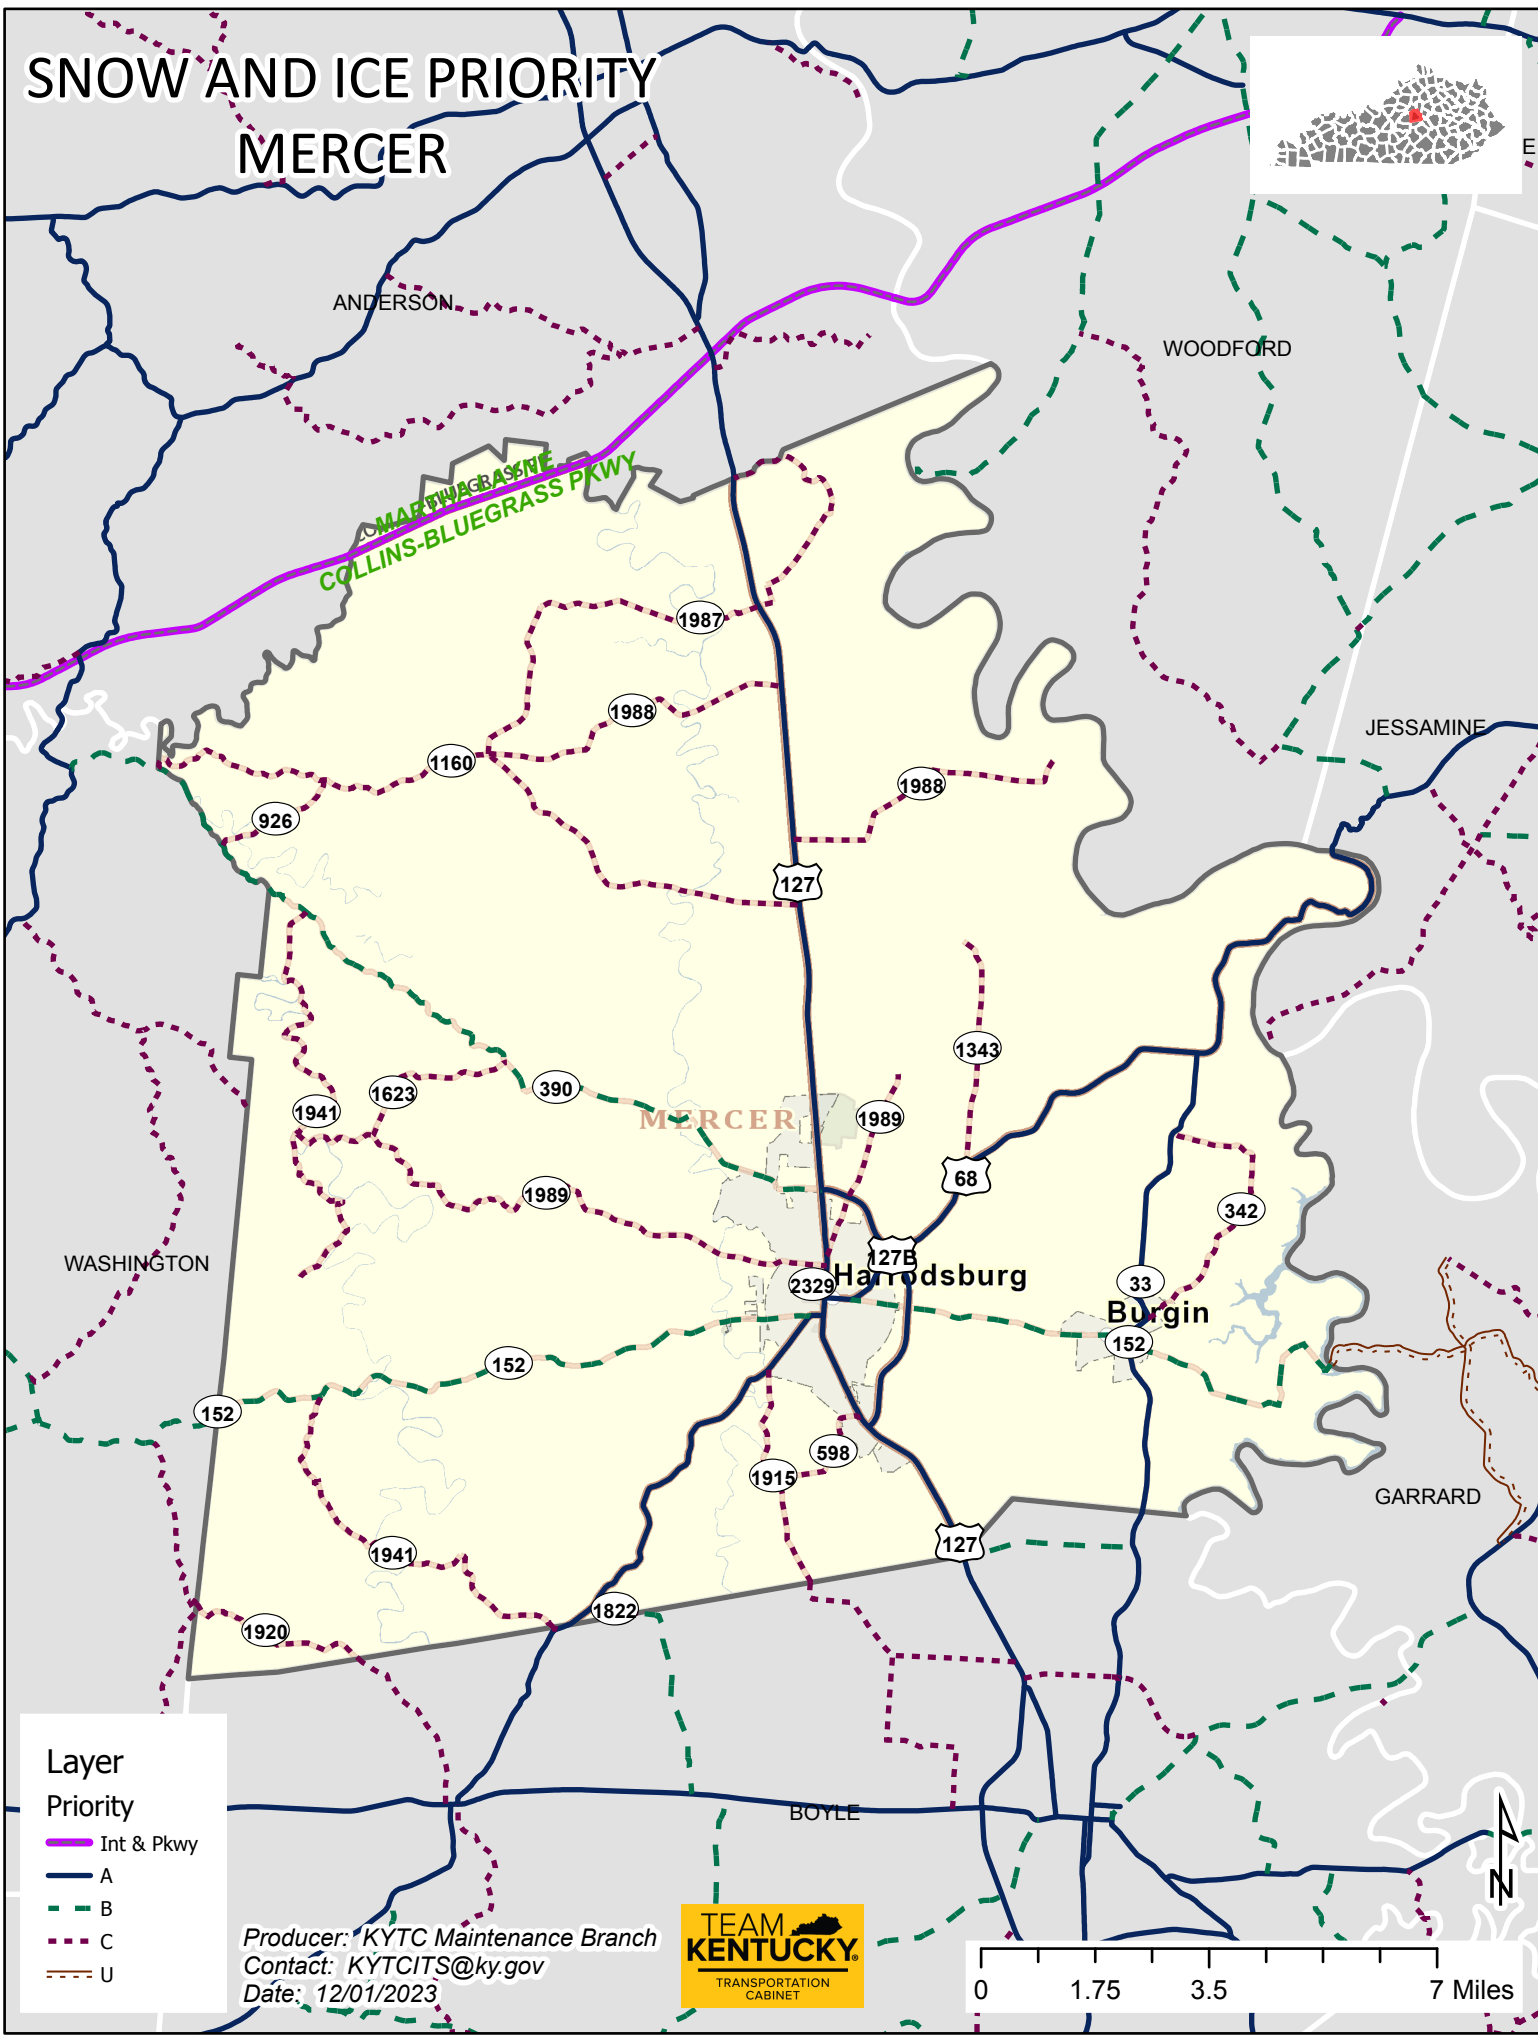 SNOW AND ICE PRIORITY
MERCER
E
ANDERSON
WOODFORD
MARTHA LAYNE
COLLINS-BLUEGRASS PKWY
1987
1988
JESSAMINE
1160
1988
926
127
1343
390
1623
1941
MERCER
1989
68
1989
342
WASHINGTON
127B
Harrodsburg
2329
33
Burgin
152
152
152
598
1915
GARRARD
127
1941
1822
1920
Layer
Priority
Int & Pkwy
A
B
C
U
BOYLE
N
Producer: KYTC Maintenance Branch
Contact: KYTCITS@ky.gov
Date: 12/01/2023
TEAM
KENTUCKY®
TRANSPORTATION
CABINET
0 1.75 3.5 7 Miles